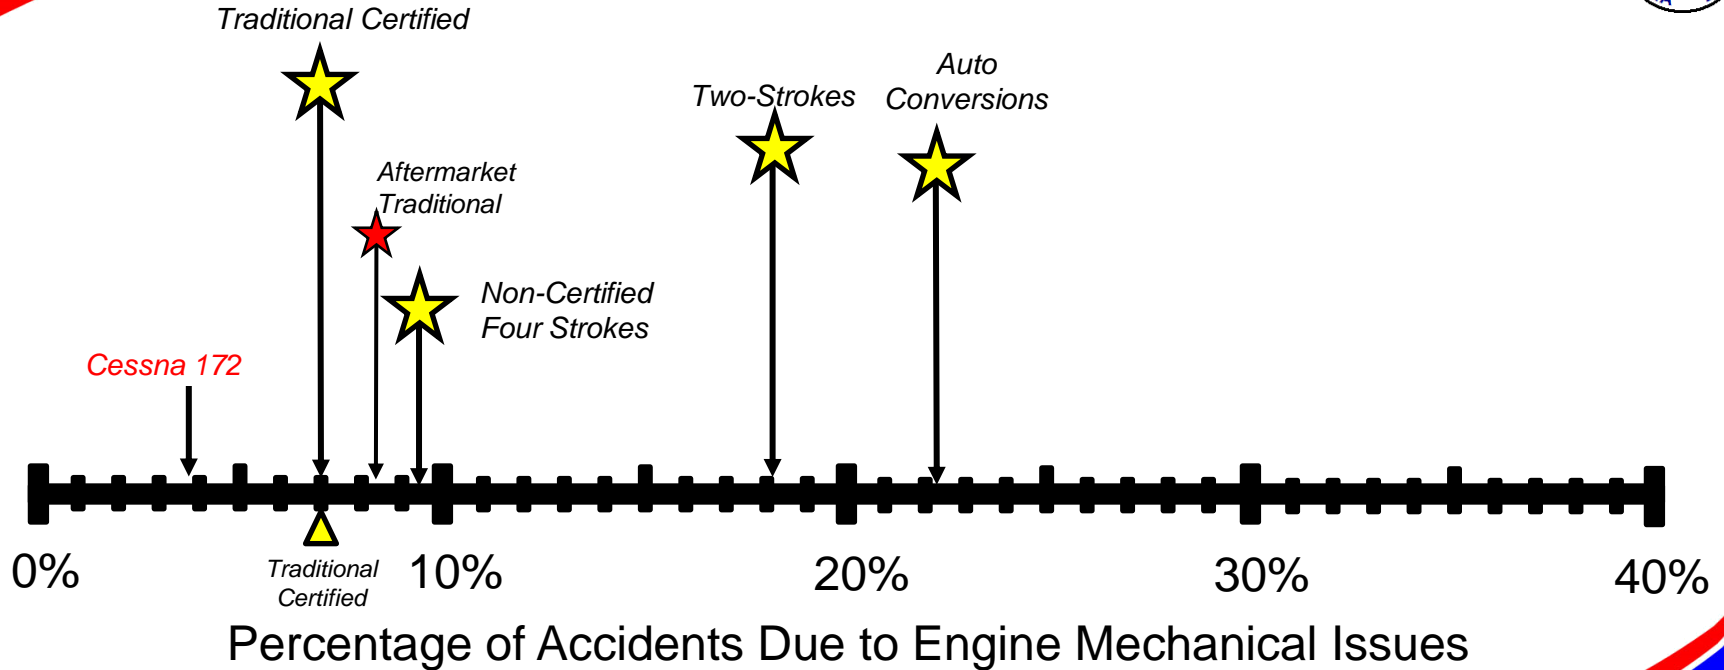 Traditional Certified
Auto
Conversions
Two-Strokes
Aftermarket
Traditional
Non-Certified
Four Strokes
Cessna 172
0%
10%
20%
30%
40%
Traditional
Certified
Percentage of Accidents Due to Engine Mechanical Issues